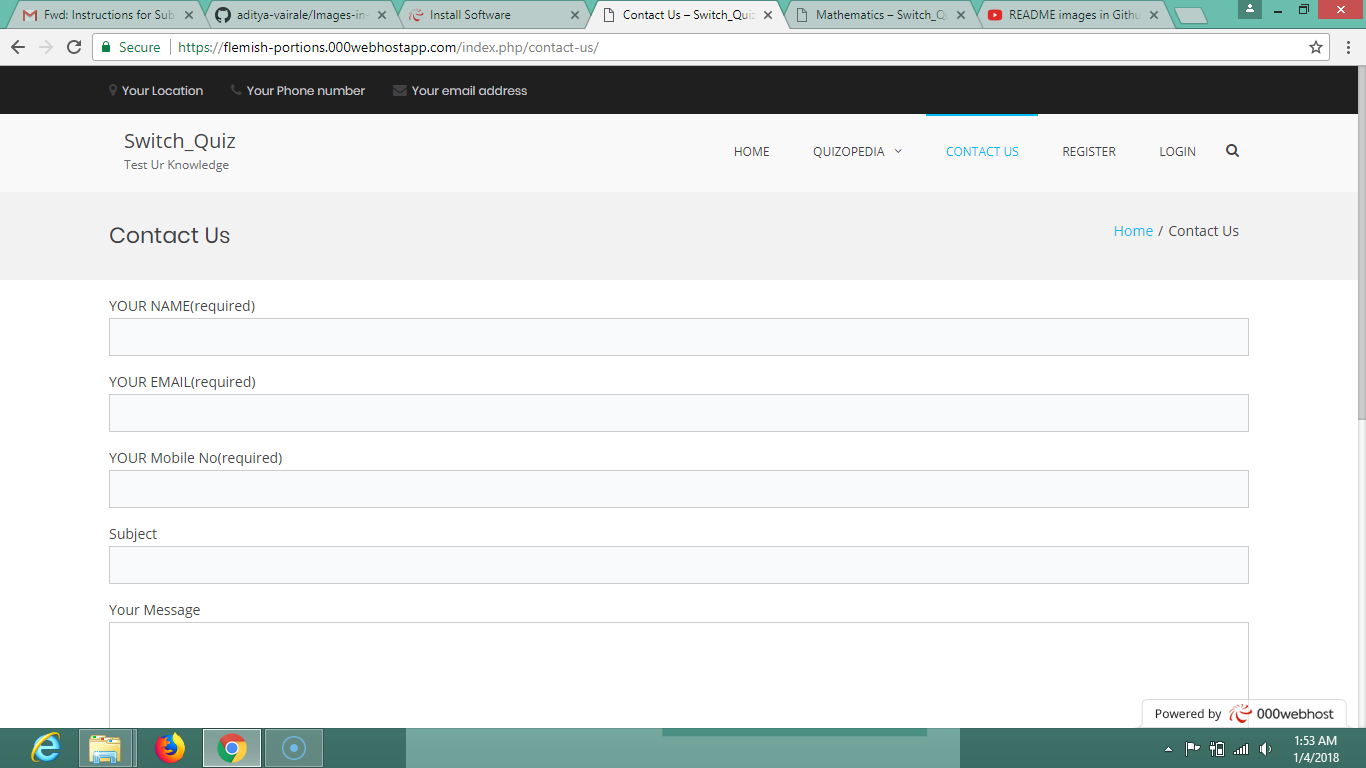 Fwd: Instructions for Sub
aditya-vairale/Images-in-
Install Software
Contact Us – Switch_Quiz
Mathematics – Switch_Q
README images in Githu
Secure
https://flemish-portions.000webhostapp.com/index.php/contact-us/
Your Location
Your Phone number
Your email address
Switch_Quiz
Test Ur Knowledge
HOME
QUIZOPEDIA
CONTACT US
REGISTER
LOGIN
Contact Us
Home / Contact Us
YOUR NAME(required)
YOUR EMAIL(required)
YOUR Mobile No(required)
Subject
Your Message
Powered by 000webhost
1:53 AM
1/4/2018